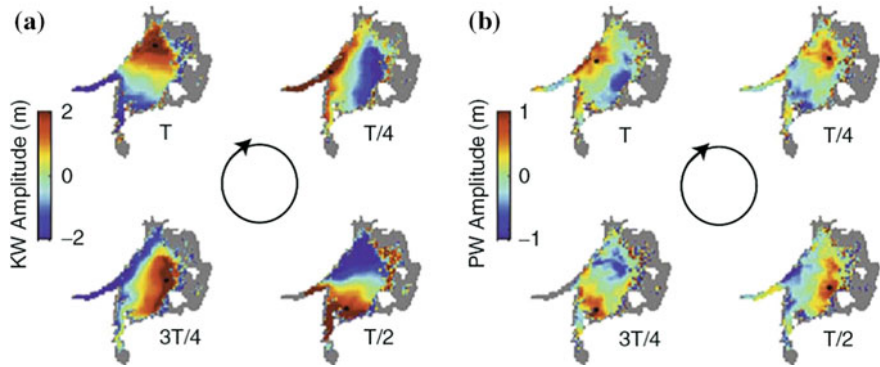 (a)
(b)
KW Amplitude (m)
2
0
−2
T
T/4
3T/4
T/2
PW Amplitude (m)
1
0
−1
T
T/4
3T/4
T/2